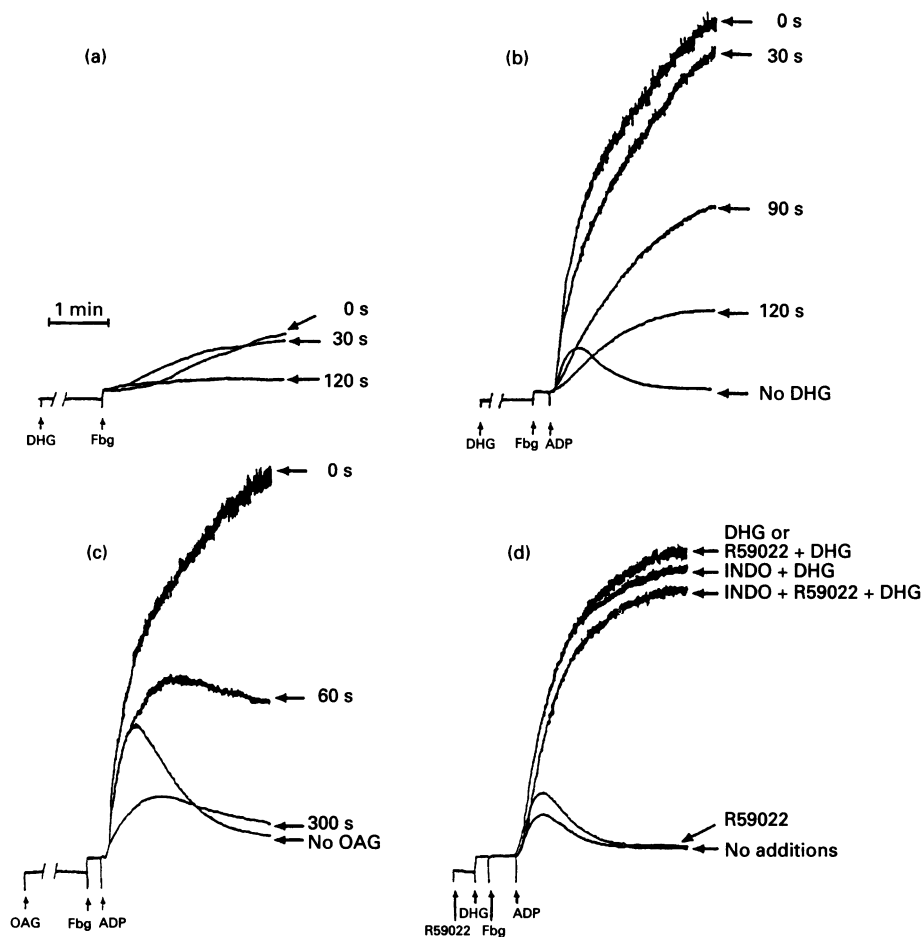 (a)
1 min
0 s
30 s
120 s
DHG
Fbg
(b)
0 s
30 s
90 s
120 s
No DHG
DHG
Fbg
ADP
(c)
0 s
60 s
300 s
No OAG
OAG
Fbg
ADP
(d)
DHG or
R59022 + DHG
INDO + DHG
INDO + R59022 + DHG
R59022
No additions
DHG
ADP
R59022
Fbg